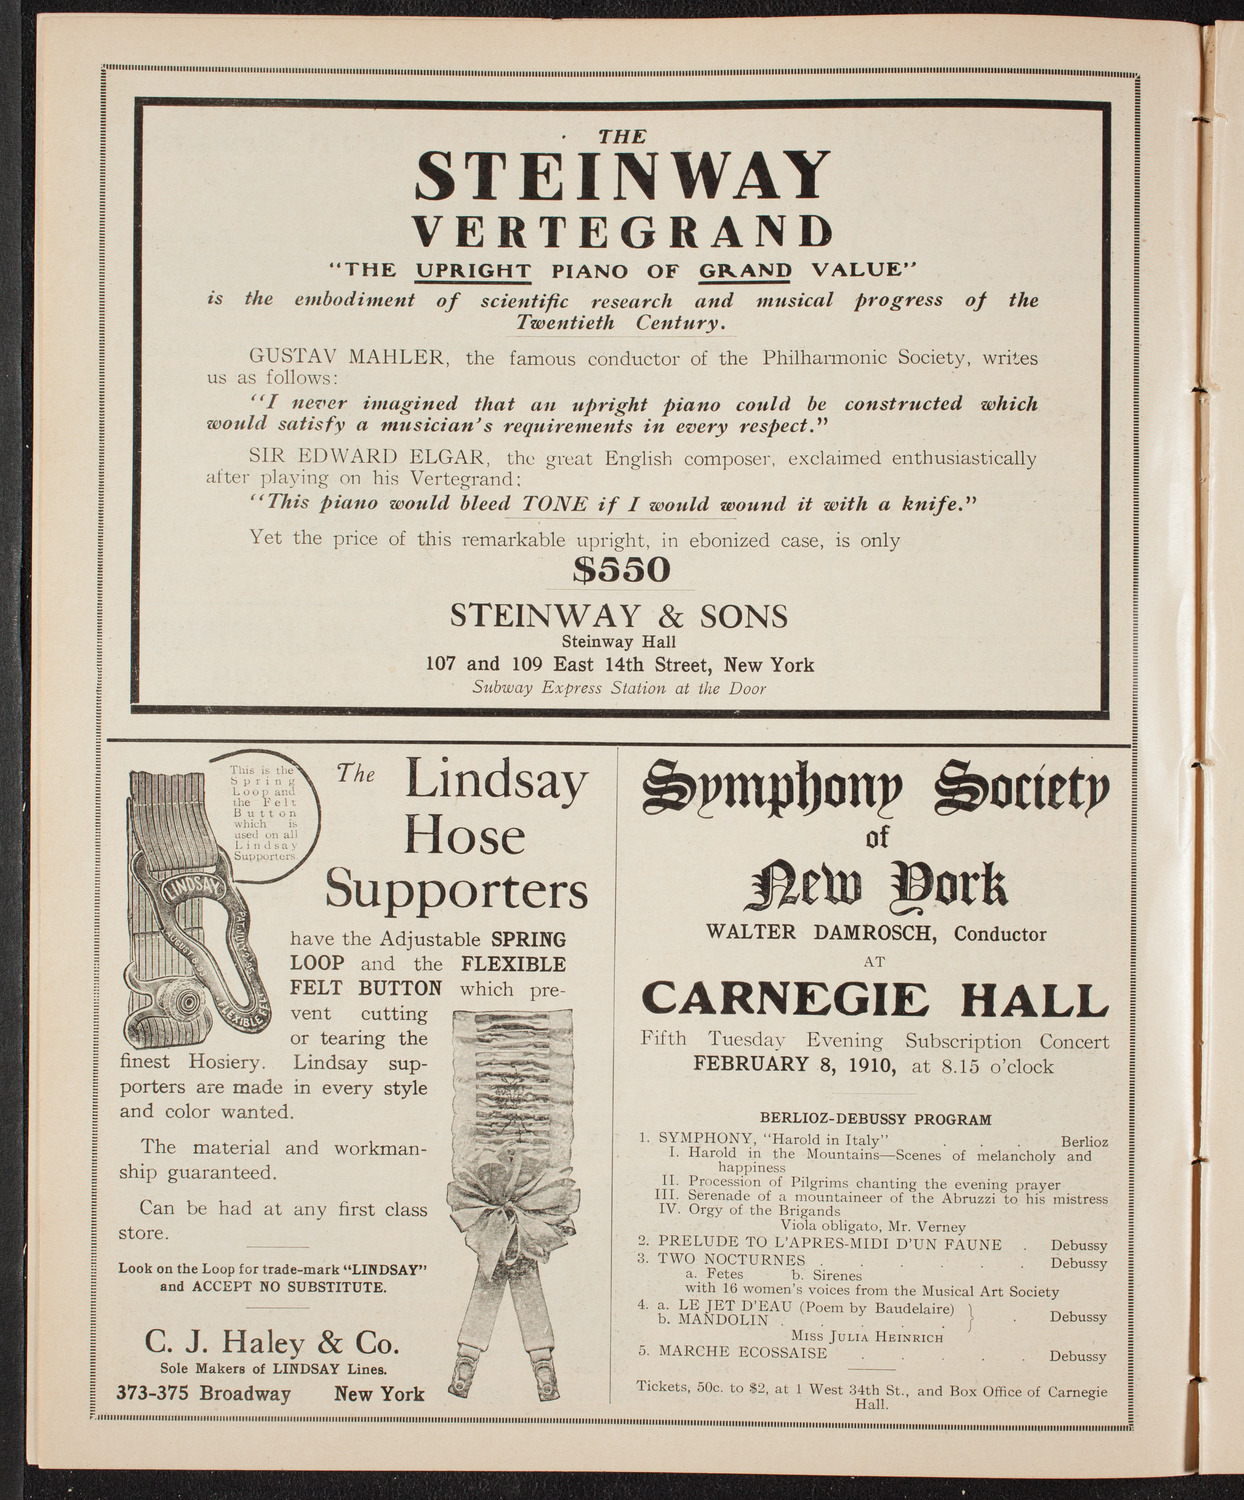 THE
STEINWAY
VERTEGRAND
"THE UPRIGHT PIANO OF GRAND VALUE"
is the embodiment of scientific research and musical progress of the
Twentieth Century.
GUSTAV MAHLER, the famous conductor of the Philharmonic Society, writes
us as follows:
"I never imagined that an upright piano could be constructed which
would satisfy a musician's requirements in every respect."
SIR EDWARD ELGAR, the great English composer, exclaimed enthusiastically
after playing on his Vertegrand:
"This piano would bleed TONE if I would wound it with a knife."
Yet the price of this remarkable upright, in ebonized case, is only
$550
STEINWAY & SONS
Steinway Hall
107 and 109 East 14th Street, New York
Subway Express Station at the Door
This is the
Spring
Loop and
the Felt
Button
which is
used on all
Lindsay
Supporters
LINDSAY
FLEXIBLE
The Lindsay
Hose
Supporters
have the Adjustable SPRING
LOOP and the FLEXIBLE
FELT BUTTON which pre-
vent cutting
or tearing the
finest Hosiery. Lindsay sup-
porters are made in every style
and color wanted.
The material and workman-
ship guaranteed.
Can be had at any first class
store.
Look on the Loop for trade-mark "LINDSAY"
and ACCEPT NO SUBSTITUTE.
C. J. Haley & Co.
Sole Makers of LINDSAY Lines.
373-375 Broadway New York
Symphony Society
of
New York
WALTER DAMROSCH, Conductor
AT
CARNEGIE HALL
Fifth Tuesday Evening Subscription Concert
FEBRUARY 8, 1910, at 8.15 o'clock
BERLIOZ-DEBUSSY PROGRAM
1. SYMPHONY, "Harold in Italy" . . . Berlioz
I. Harold in the Mountains—Scenes of melancholy and
happiness
II. Procession of Pilgrims chanting the evening prayer
III. Serenade of a mountaineer of the Abruzzi to his mistress
IV. Orgy of the Brigands
Viola obligato, Mr. Verney
2. PRELUDE TO L'APRES-MIDI D'UN FAUNE . Debussy
3. TWO NOCTURNES . . . . . . Debussy
a. Fetes b. Sirenes
with 16 women's voices from the Musical Art Society
4. a. LE JET D'EAU (Poem by Baudelaire)
b. MANDOLIN . . . . . } . Debussy
Miss JULIA HEINRICH
5. MARCHE ECOSSAISE . . . . . Debussy
Tickets, 50c. to $2, at 1 West 34th St., and Box Office of Carnegie
Hall.